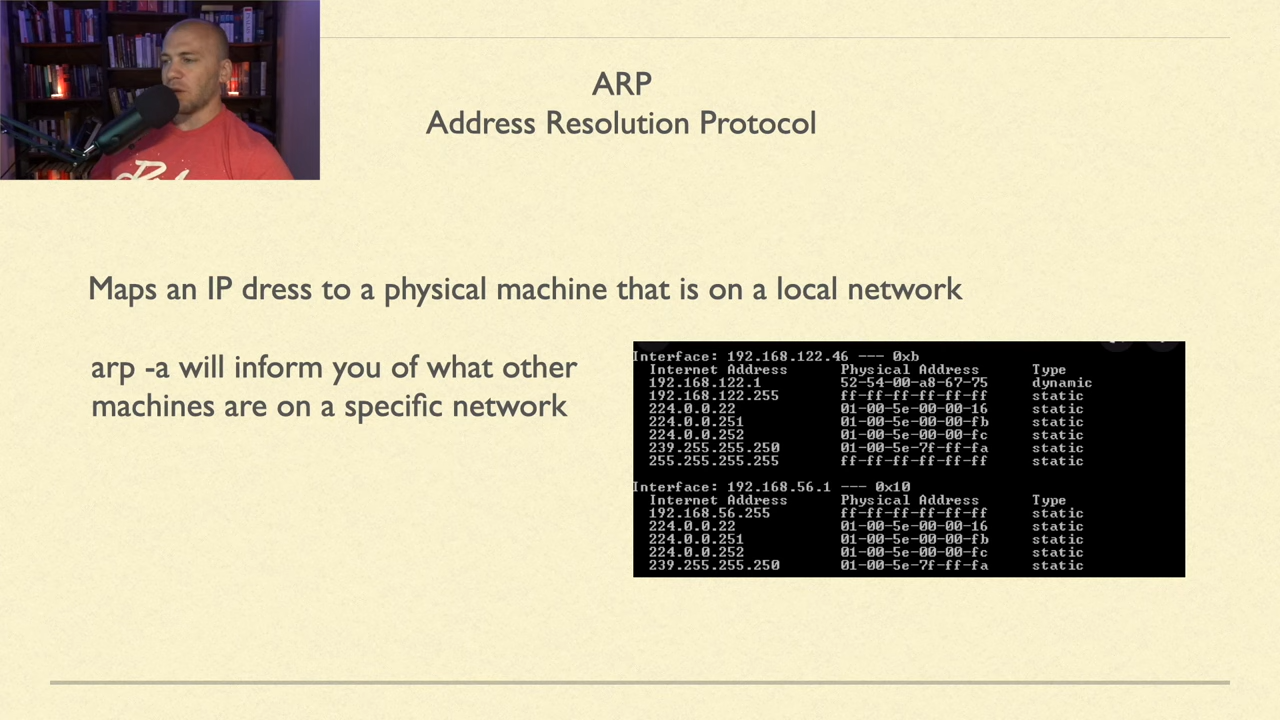 ARP
Address Resolution Protocol
Maps an IP dress to a physical machine that is on a local network
arp -a will inform you of what other
machines are on a specific network
Interface: 192.168.122.46 --- 0xb
Internet Address Physical Address Type
192.168.122.1 52-54-00-a8-67-75 dynamic
192.168.122.255 ff-ff-ff-ff-ff-ff static
224.0.0.22 01-00-5e-00-00-16 static
224.0.0.251 01-00-5e-00-00-fb static
224.0.0.252 01-00-5e-00-00-fc static
239.255.255.250 01-00-5e-7f-ff-fa static
255.255.255.255 ff-ff-ff-ff-ff-ff static
Interface: 192.168.56.1 --- 0x10
Internet Address Physical Address Type
192.168.56.255 ff-ff-ff-ff-ff-ff static
224.0.0.22 01-00-5e-00-00-16 static
224.0.0.251 01-00-5e-00-00-fb static
224.0.0.252 01-00-5e-00-00-fc static
239.255.255.250 01-00-5e-7f-ff-fa static